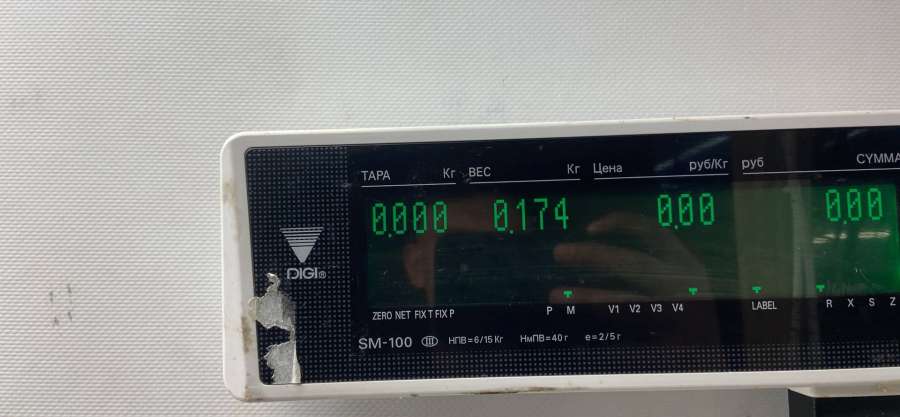 ТАРА Кг ВЕС Кг Цена руб/Кг руб СУММА
0.000 0.174 0.00 0.00
DIGI®
ZERO NET FIX T FIX P P M V1 V2 V3 V4 LABEL R X S Z
SM-100 III НПВ=6/15 Кг НмПВ=40 г e=2/5 г